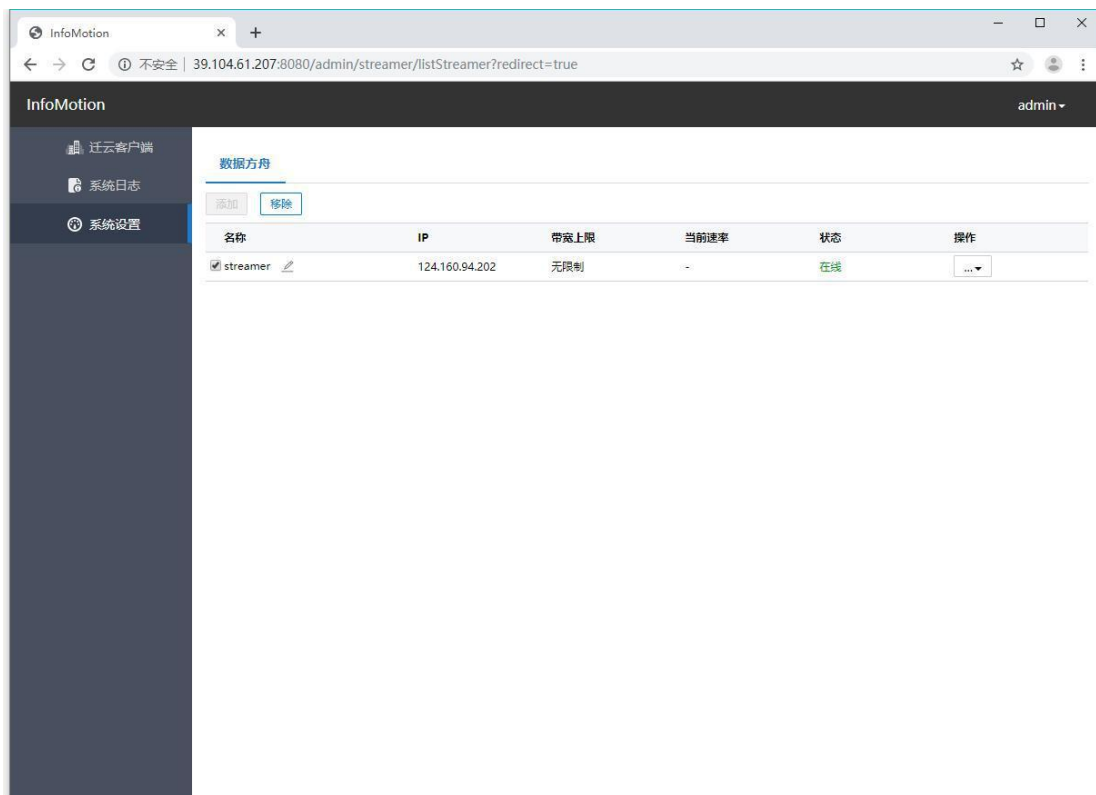 InfoMotion
不安全 | 39.104.61.207:8080/admin/streamer/listStreamer?redirect=true
InfoMotion admin
迁云客户端
系统日志
系统设置
数据方舟
添加 移除
名称 IP 带宽上限 当前速率 状态 操作
streamer 124.160.94.202 无限制 - 在线 ...